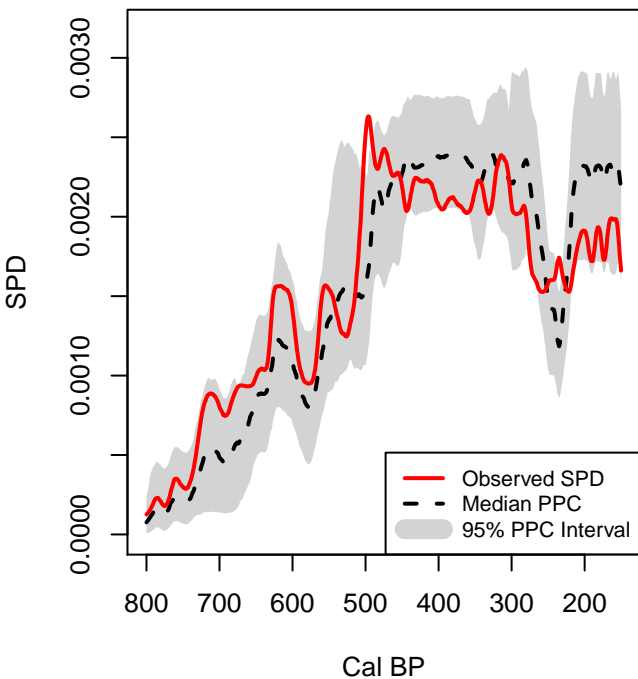 0.0030
0.0020
0.0010
0.0000
SPD
Observed SPD
Median PPC
95% PPC Interval
800 700 600 500 400 300 200
Cal BP